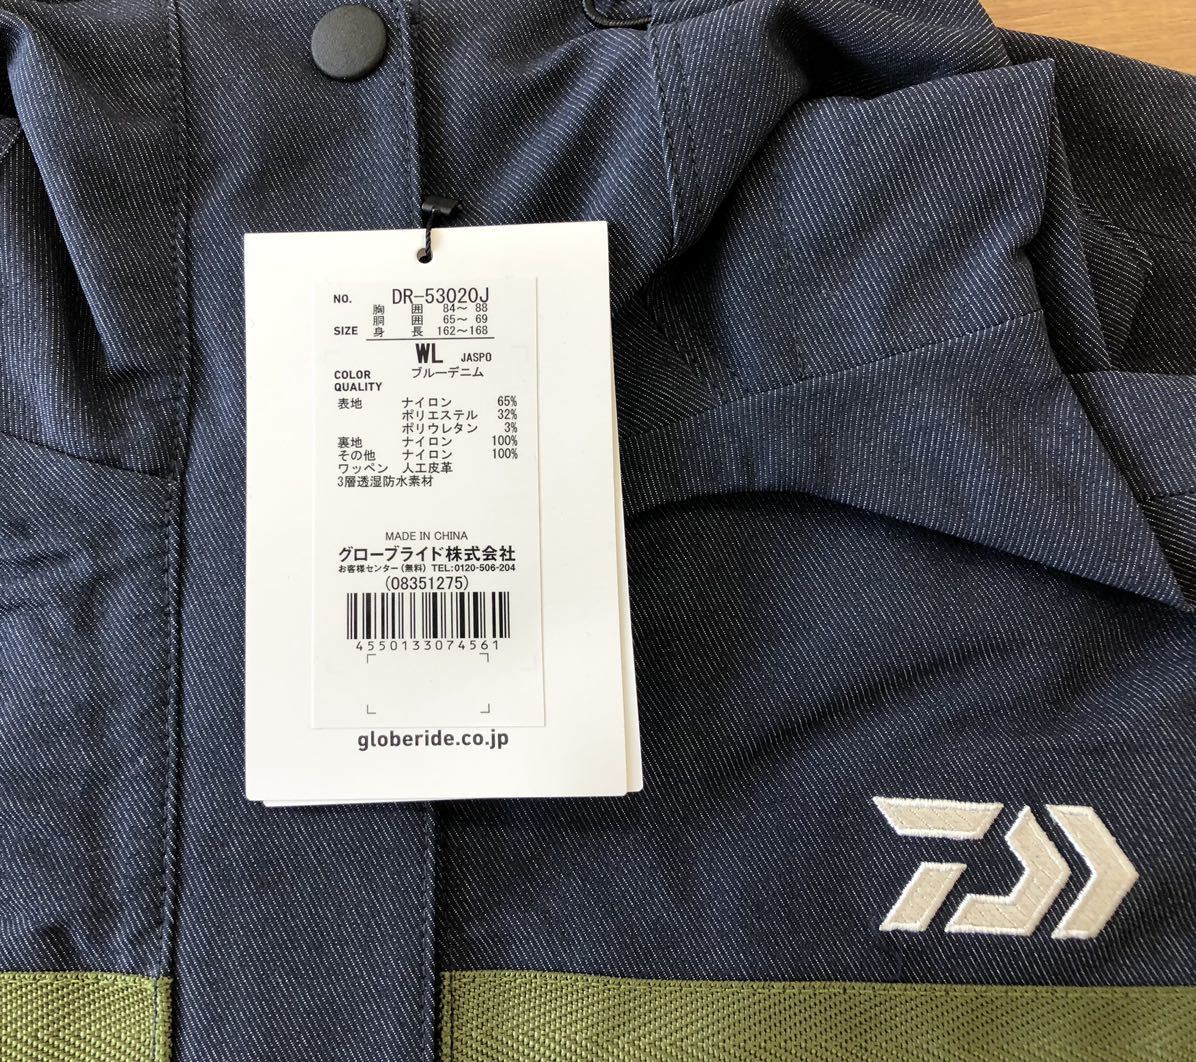 NO. DR-53020J
胸 囲 84〜 88
胴 囲 65〜 69
SIZE 身 長 162〜168
WL JASPO
COLOR ブルーデニム
QUALITY
表地 ナイロン 65%
ポリエステル 32%
ポリウレタン 3%
裏地 ナイロン 100%
その他 ナイロン 100%
ワッペン 人工皮革
3層透湿防水素材
MADE IN CHINA
グローブライド株式会社
お客様センター(無料) TEL:0120-506-204
(08351275)
4550133074561
globeride.co.jp